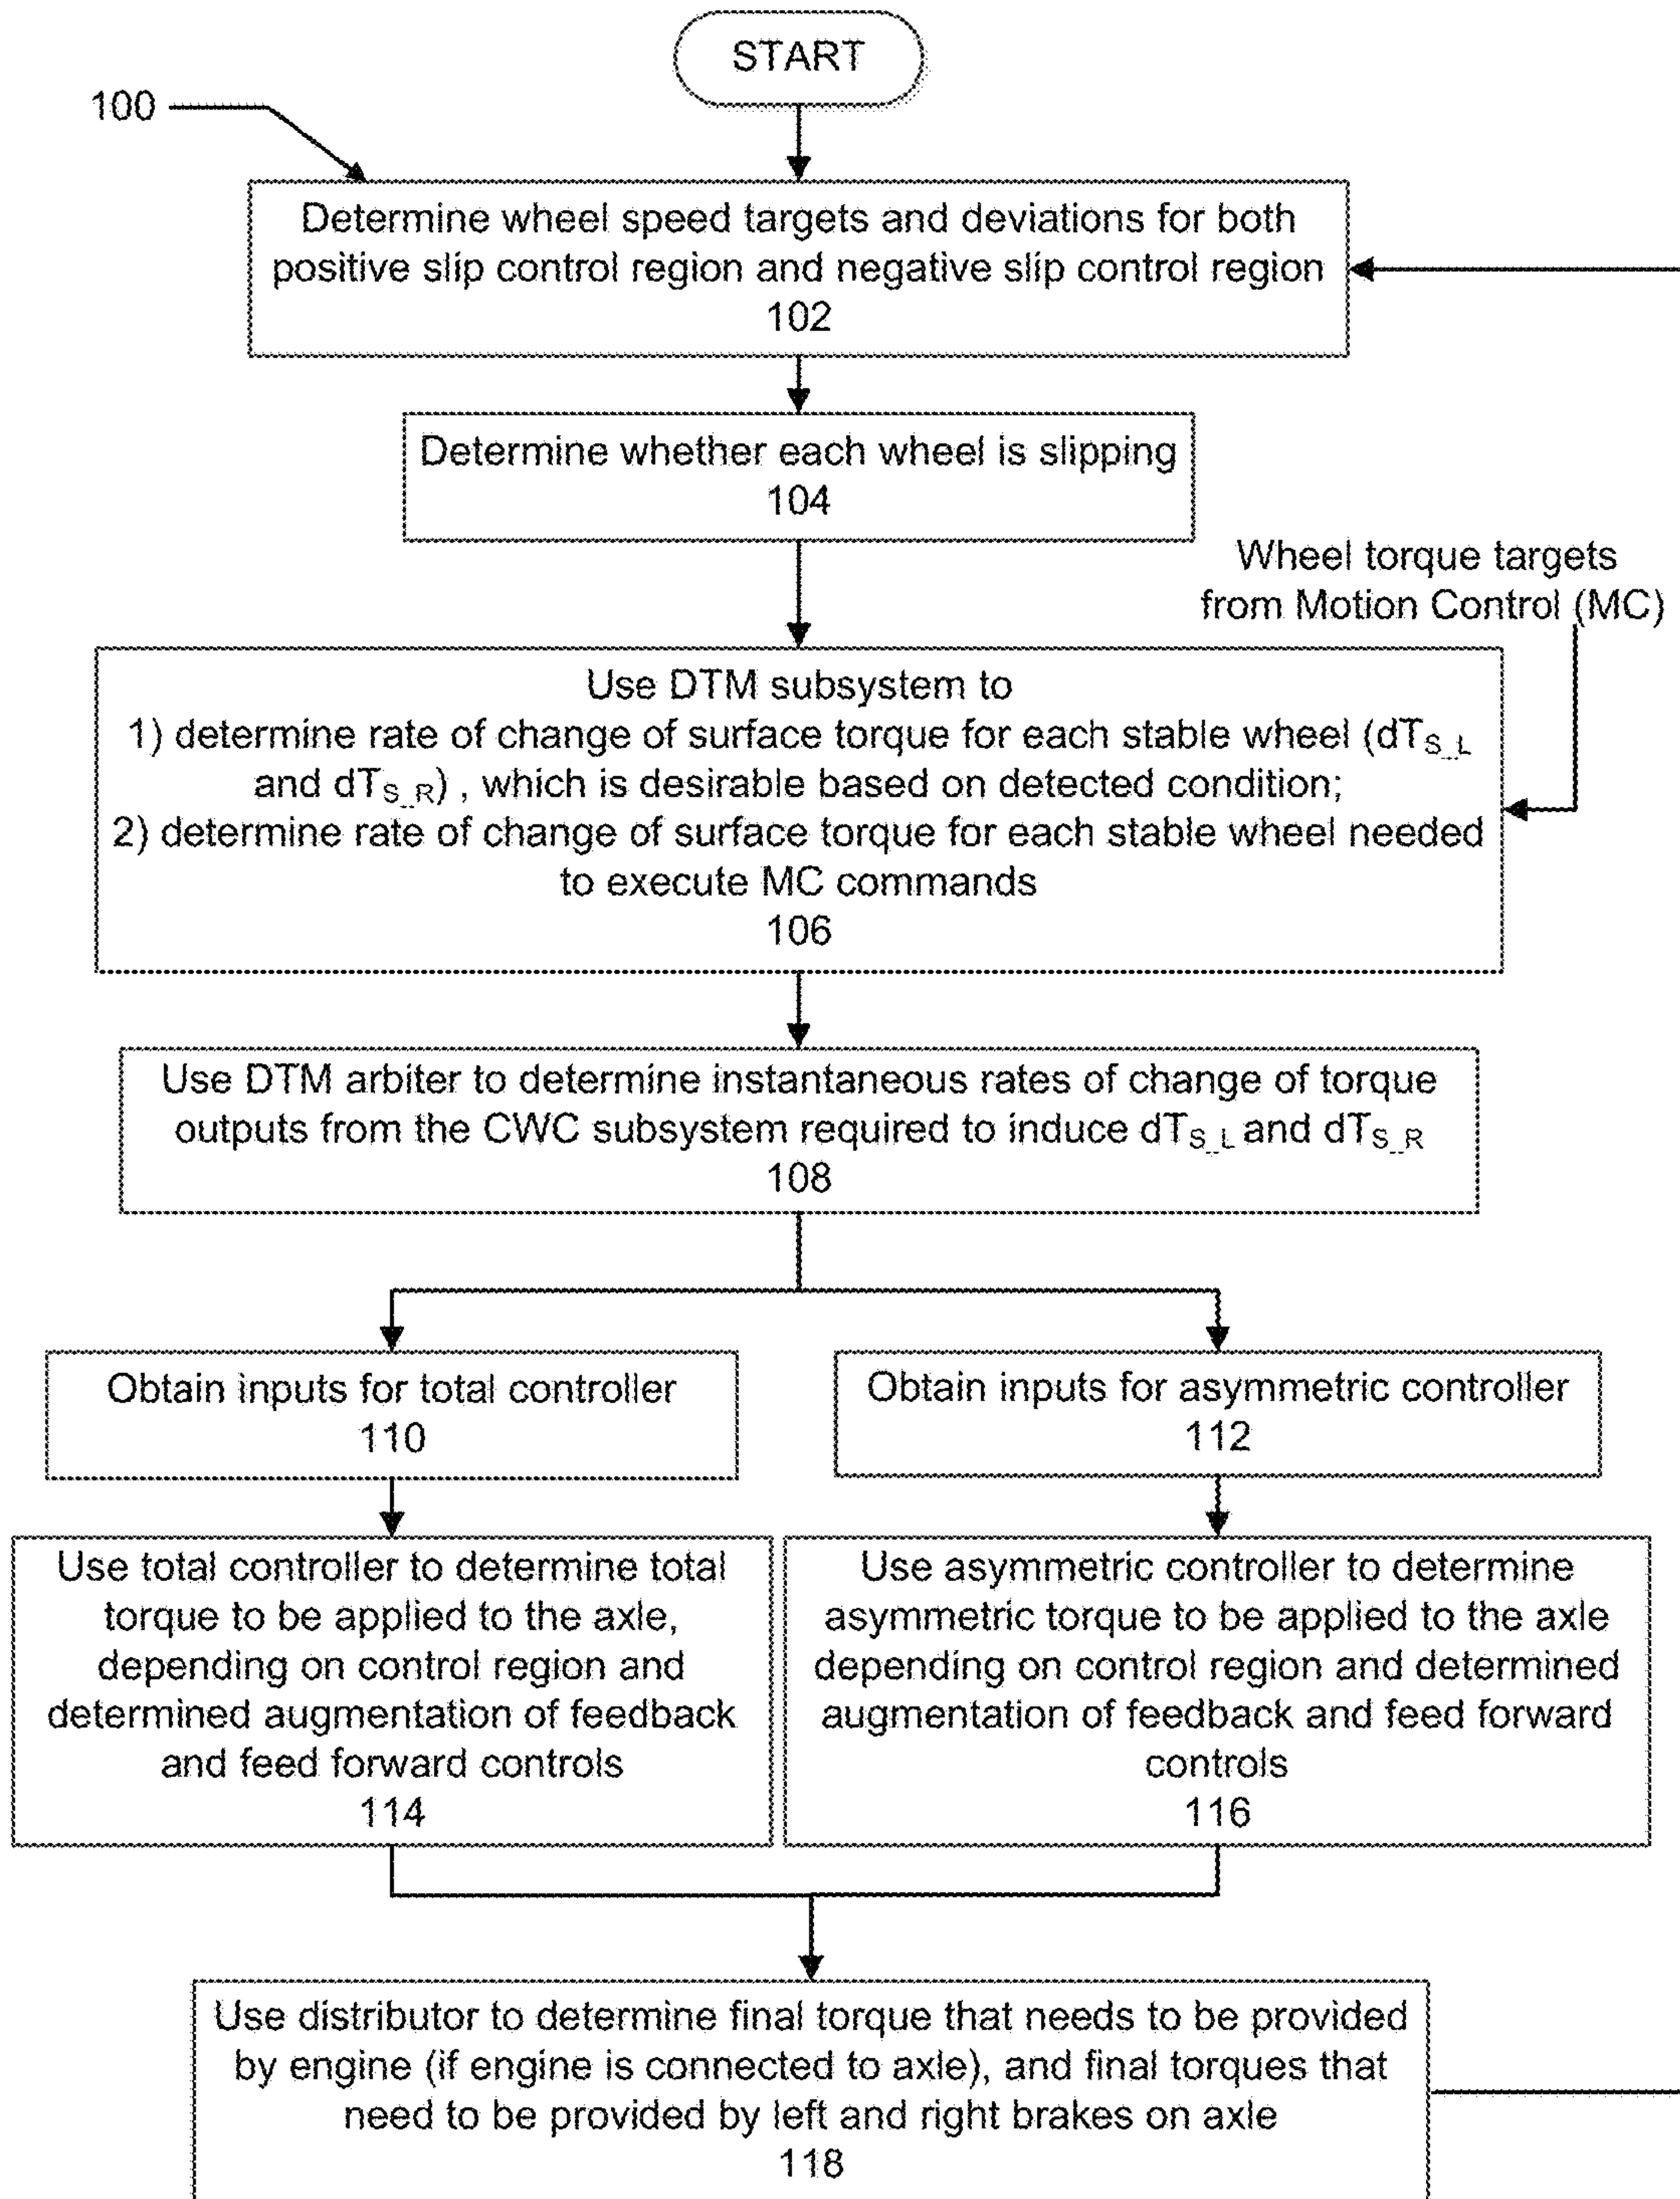 START
100
Determine wheel speed targets and deviations for both
positive slip control region and negative slip control region
102
Determine whether each wheel is slipping
104
Wheel torque targets
from Motion Control (MC)
Use DTM subsystem to
1) determine rate of change of surface torque for each stable wheel (dTS_L
and dTS_R) , which is desirable based on detected condition;
2) determine rate of change of surface torque for each stable wheel needed
to execute MC commands
106
Use DTM arbiter to determine instantaneous rates of change of torque
outputs from the CWC subsystem required to induce dTS_L and dTS_R
108
Obtain inputs for total controller
110
Obtain inputs for asymmetric controller
112
Use total controller to determine total
torque to be applied to the axle,
depending on control region and
determined augmentation of feedback
and feed forward controls
114
Use asymmetric controller to determine
asymmetric torque to be applied to the axle
depending on control region and determined
augmentation of feedback and feed forward
controls
116
Use distributor to determine final torque that needs to be provided
by engine (if engine is connected to axle), and final torques that
need to be provided by left and right brakes on axle
118